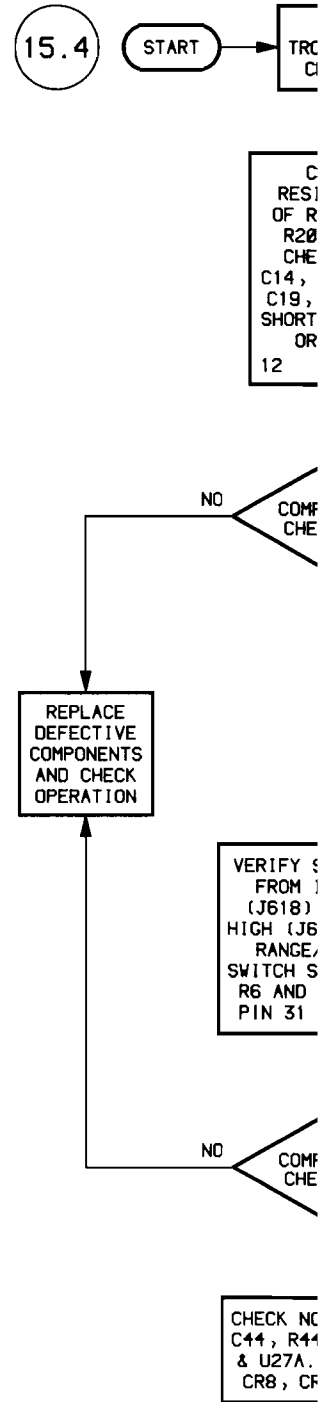 15.4
START
TRO
C
RESI
OF R
R20
CHE
C14,
C19,
SHORT
OR
12
NO
COMP
CHE
REPLACE
DEFECTIVE
COMPONENTS
AND CHECK
OPERATION
VERIFY S
FROM
(J618)
HIGH (J6
RANGE/
SWITCH S
R6 AND
PIN 31
NO
COMP
CHE
CHECK NO
C44, R44
& U27A.
CR8, CR